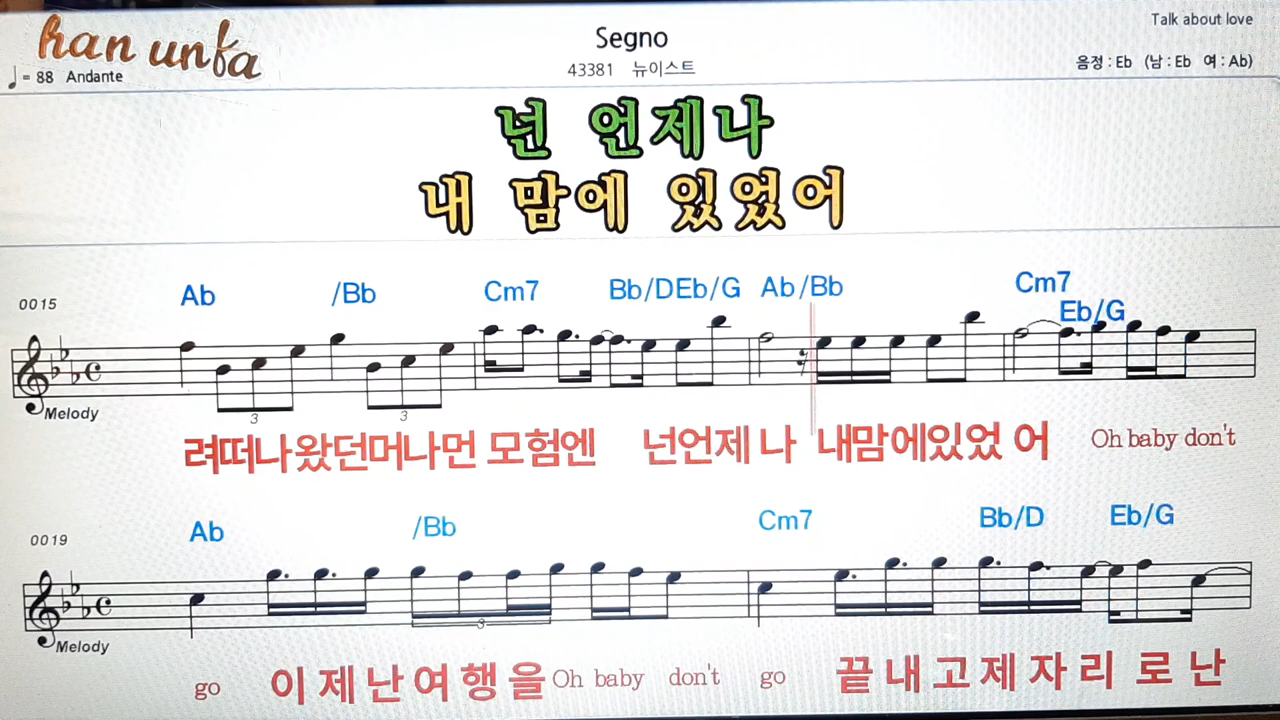 han unfa
Talk about love
Segno
♩= 88 Andante
43381 뉴이스트
음정 : Eb (남 : Eb 여 : Ab)
넌 언제나
내 맘에 있었어
0015
Ab /Bb Cm7 Bb/D Eb/G Ab /Bb Cm7 Eb/G
3 3
Melody
려떠나왔던머나먼 모험엔 넌언제 나 내맘에있었 어 Oh baby don't
0019
Ab /Bb Cm7 Bb/D Eb/G
3
Melody
go 이 제 난 여 행 을 Oh baby don't go 끝 내 고 제 자 리 로 난